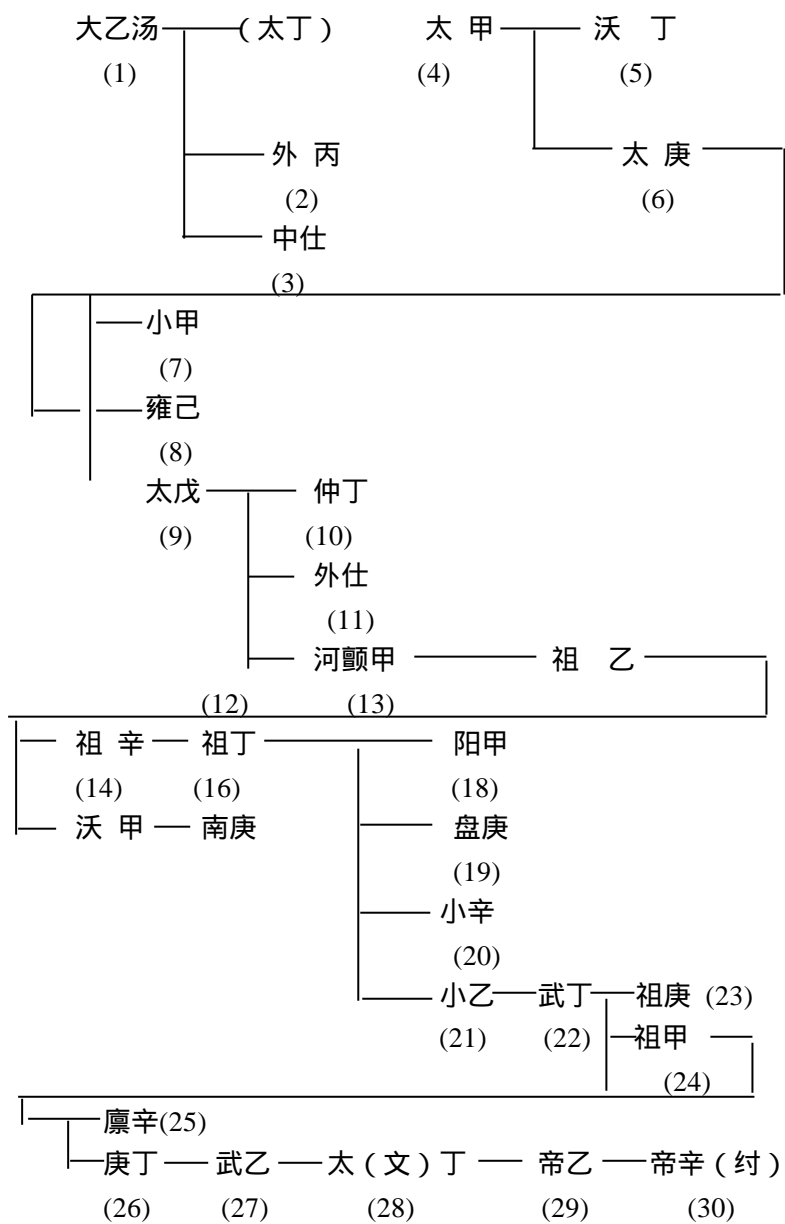 大乙汤 （太丁） 太 甲 沃 丁
(1) (4) (5)
外 丙 太 庚
(2) (6)
中仕
(3)
小甲
(7)
雍己
(8)
太戊 仲丁
(9) (10)
外仕
(11)
河颤甲 祖 乙
(12) (13)
祖 辛 祖丁 阳甲
(14) (16) (18)
沃 甲 南庚 盘庚
(19)
小辛
(20)
小乙 武丁 祖庚 (23)
(21) (22) 祖甲
(24)
廪辛(25)
庚丁 武乙 太（文）丁 帝乙 帝辛（纣）
(26) (27) (28) (29) (30)